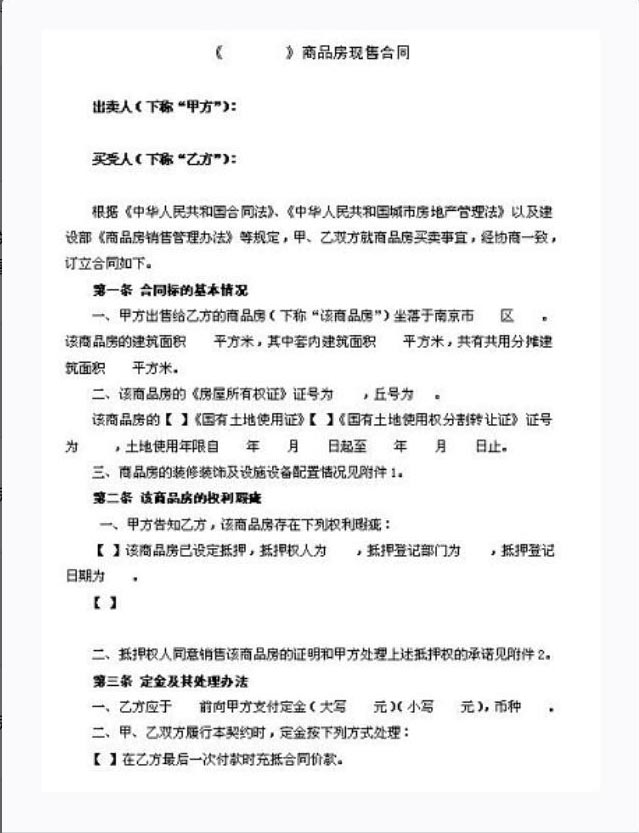 《 》商品房现售合同
出卖人（下称“甲方”）：
买受人（下称“乙方”）：
根据《中华人民共和国合同法》、《中华人民共和国城市房地产管理法》以及建
设部《商品房销售管理办法》等规定，甲、乙双方就商品房买卖事宜，经协商一致，
订立合同如下。
第一条 合同标的基本情况
一、甲方出售给乙方的商品房（下称“该商品房”）坐落于南京市 区 。
该商品房的建筑面积 平方米，其中套内建筑面积 平方米，共有共用分摊建
筑面积 平方米。
二、该商品房的《房屋所有权证》证号为 ，丘号为 。
该商品房的【 】《国有土地使用证》【 】《国有土地使用权分割转让证》证号
为 ，土地使用年限自 年 月 日起至 年 月 日止。
三、商品房的装修装饰及设施设备配置情况见附件1。
第二条 该商品房的权利瑕疵
一、甲方告知乙方，该商品房存在下列权利瑕疵：
【 】该商品房已设定抵押，抵押权人为 ，抵押登记部门为 ，抵押登记
日期为 。
【 】
二、抵押权人同意销售该商品房的证明和甲方处理上述抵押权的承诺见附件2。
第三条 定金及其处理办法
一、乙方应于 前向甲方支付定金（大写 元）（小写 元），币种 。
二、甲、乙双方履行本契约时，定金按下列方式处理：
【 】在乙方最后一次付款时充抵合同价款。